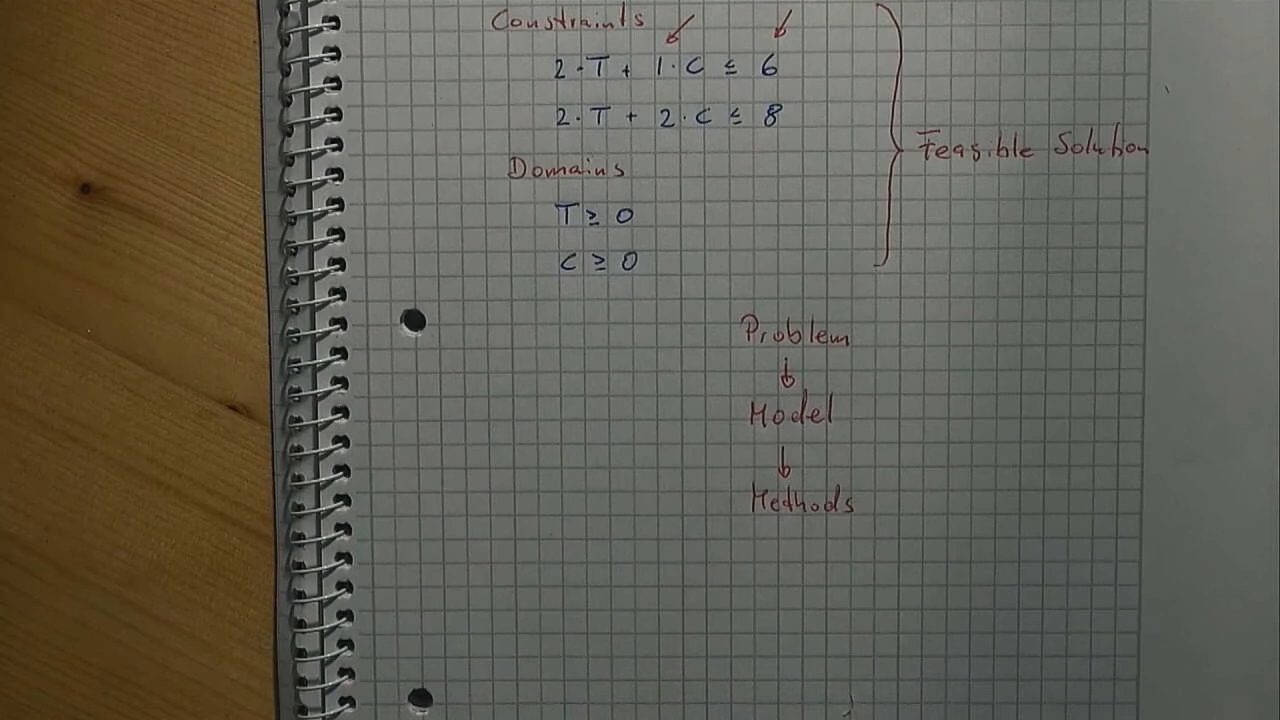 Constraints
2·T + 1·C ≤ 6
2·T + 2·C ≤ 8
Feasible Solution
Domains
T ≥ 0
C ≥ 0
Problem
↓
Model
↓
Methods